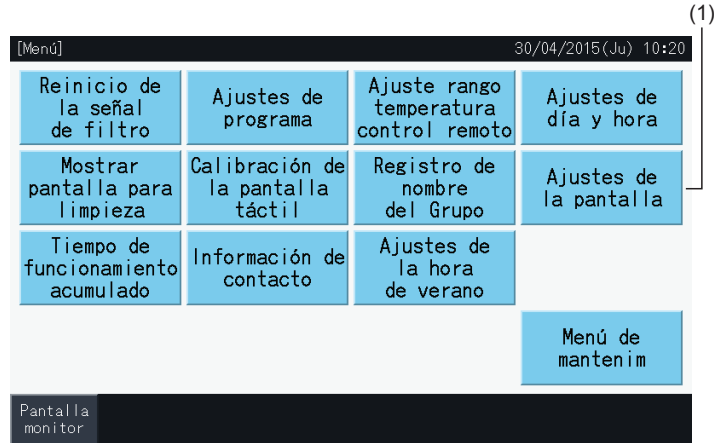 (1)
[Menú] 30/04/2015(Ju) 10:20
Reinicio de
la señal
de filtro
Ajustes de
programa
Ajuste rango
temperatura
control remoto
Ajustes de
día y hora
Mostrar
pantalla para
limpieza
Calibración de
la pantalla
táctil
Registro de
nombre
del Grupo
Ajustes de
la pantalla
Tiempo de
funcionamiento
acumulado
Información de
contacto
Ajustes de
la hora
de verano
Menú de
mantenim
Pantalla
monitor